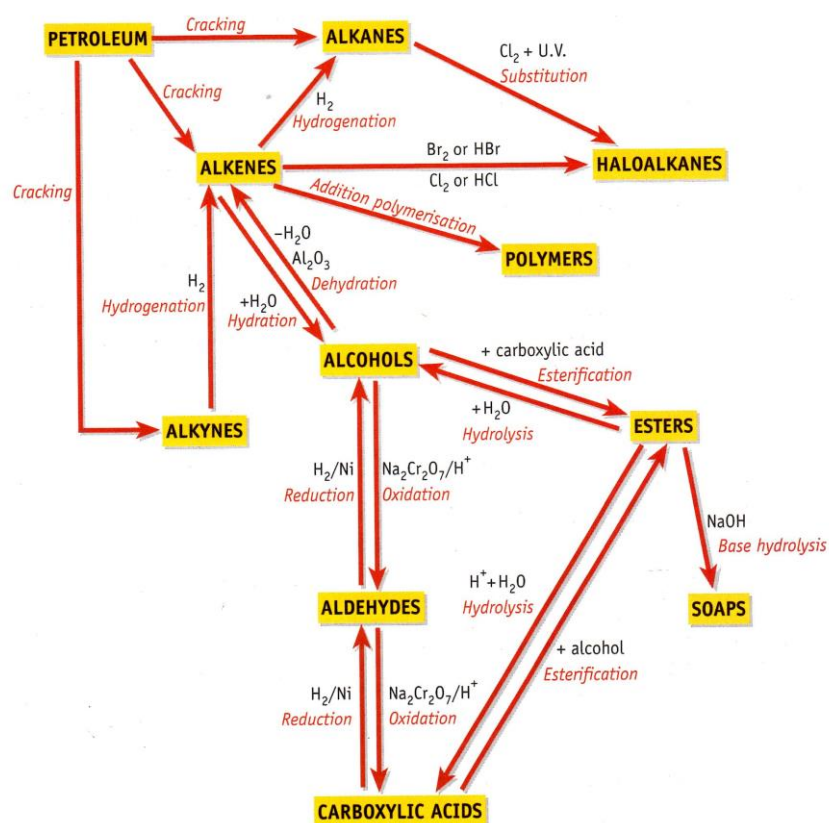 PETROLEUM
Cracking
ALKANES
Cl₂ + U.V.
Substitution
Cracking
H₂
Hydrogenation
ALKENES
Br₂ or HBr
Cl₂ or HCl
HALOALKANES
Cracking
Addition polymerisation
POLYMERS
–H₂O
Al₂O₃
Dehydration
H₂
Hydrogenation
+H₂O
Hydration
ALCOHOLS
+ carboxylic acid
Esterification
+H₂O
Hydrolysis
ESTERS
ALKYNES
H₂/Ni
Reduction
Na₂Cr₂O₇/H⁺
Oxidation
NaOH
Base hydrolysis
H⁺+H₂O
Hydrolysis
ALDEHYDES
SOAPS
+ alcohol
Esterification
H₂/Ni
Reduction
Na₂Cr₂O₇/H⁺
Oxidation
CARBOXYLIC ACIDS